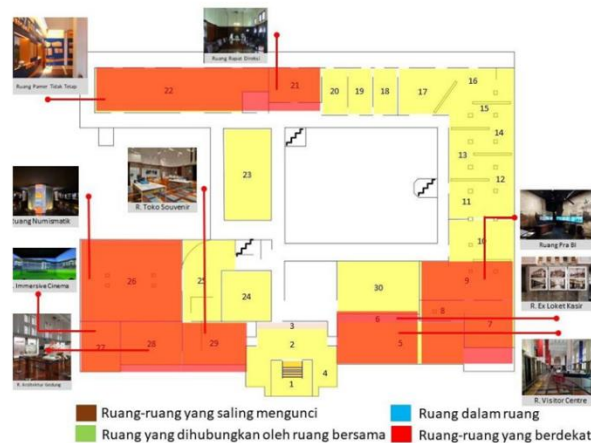 Ruang Pamer Tidak Tetap
Ruang Rapat Direksi
22
21
20
19
18
17
16
15
14
13
12
11
10
23
R. Toko Souvenir
Ruang Numismatik
Immersive Cinema
R. Arsitektur Gedung
26
25
24
27
28
29
30
9
8
7
6
5
3
2
1
4
Ruang Pra BI
R. Ex Loket Kasir
R. Visitor Centre
Ruang-ruang yang saling mengunci
Ruang dalam ruang
Ruang yang dihubungkan oleh ruang bersama
Ruang-ruang yang berdekat